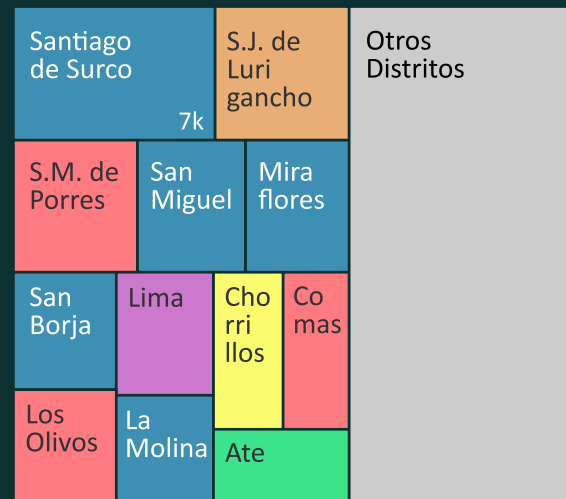 Santiago
de Surco
7k
S.J. de
Luri
gancho
Otros
Distritos
S.M. de
Porres
San
Miguel
Mira
flores
San
Borja
Lima
Cho
rri
llos
Co
mas
Los
Olivos
La
Molina
Ate